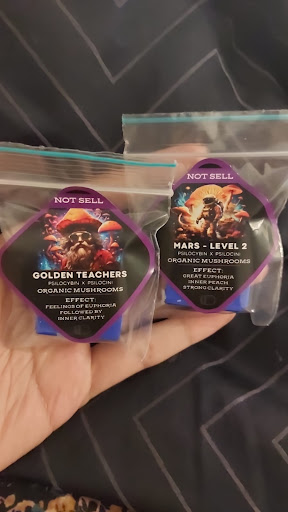 NOT SELL
GOLDEN TEACHERS
PSILOCYBIN X PSILOCIN:
ORGANIC MUSHROOMS
EFFECT:
FEELINGS OF EUPHORIA
FOLLOWED BY
INNER CLARITY
NOT SELL
MARS - LEVEL 2
PSILOCYBIN X PSILOCINI
ORGANIC MUSHROOMS
EFFECT:
GREAT EUPHORIA
INNER PEACH
STRONG CLARITY